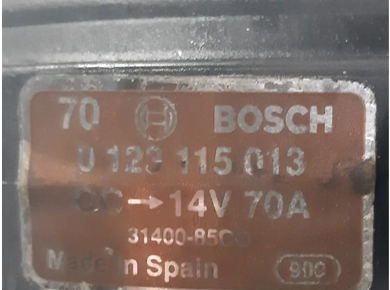 70 BOSCH
0 123 115 013
→ 14V 70A
Made in Spain